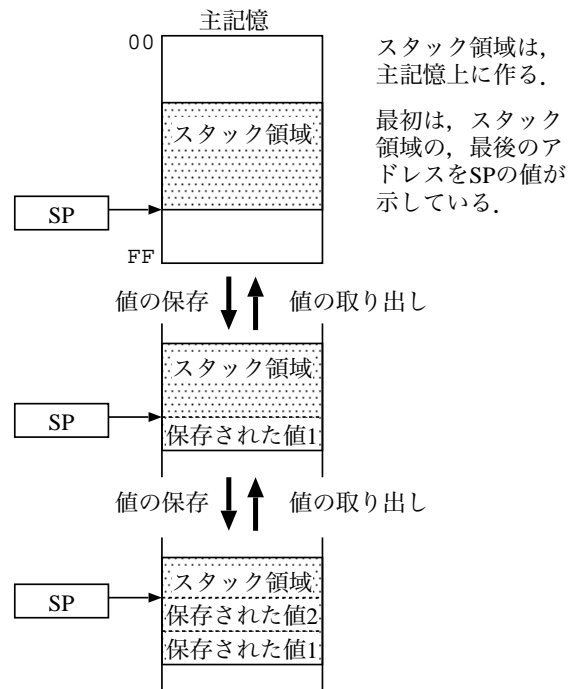 主記憶
00
スタック領域は，
主記憶上に作る．
最初は，スタック
領域の，最後のア
ドレスをSPの値が
示している．
スタック領域
SP
FF
値の保存
値の取り出し
スタック領域
SP
保存された値1
値の保存
値の取り出し
スタック領域
SP
保存された値2
保存された値1